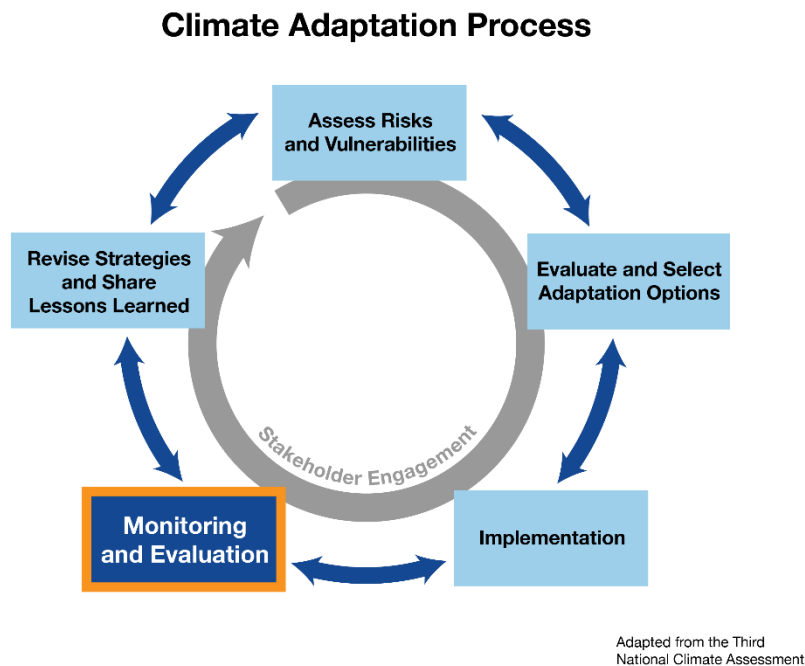 Climate Adaptation Process
Assess Risks
and Vulnerabilities
Evaluate and Select
Adaptation Options
Implementation
Monitoring
and Evaluation
Revise Strategies
and Share
Lessons Learned
Stakeholder Engagement
Adapted from the Third
National Climate Assessment